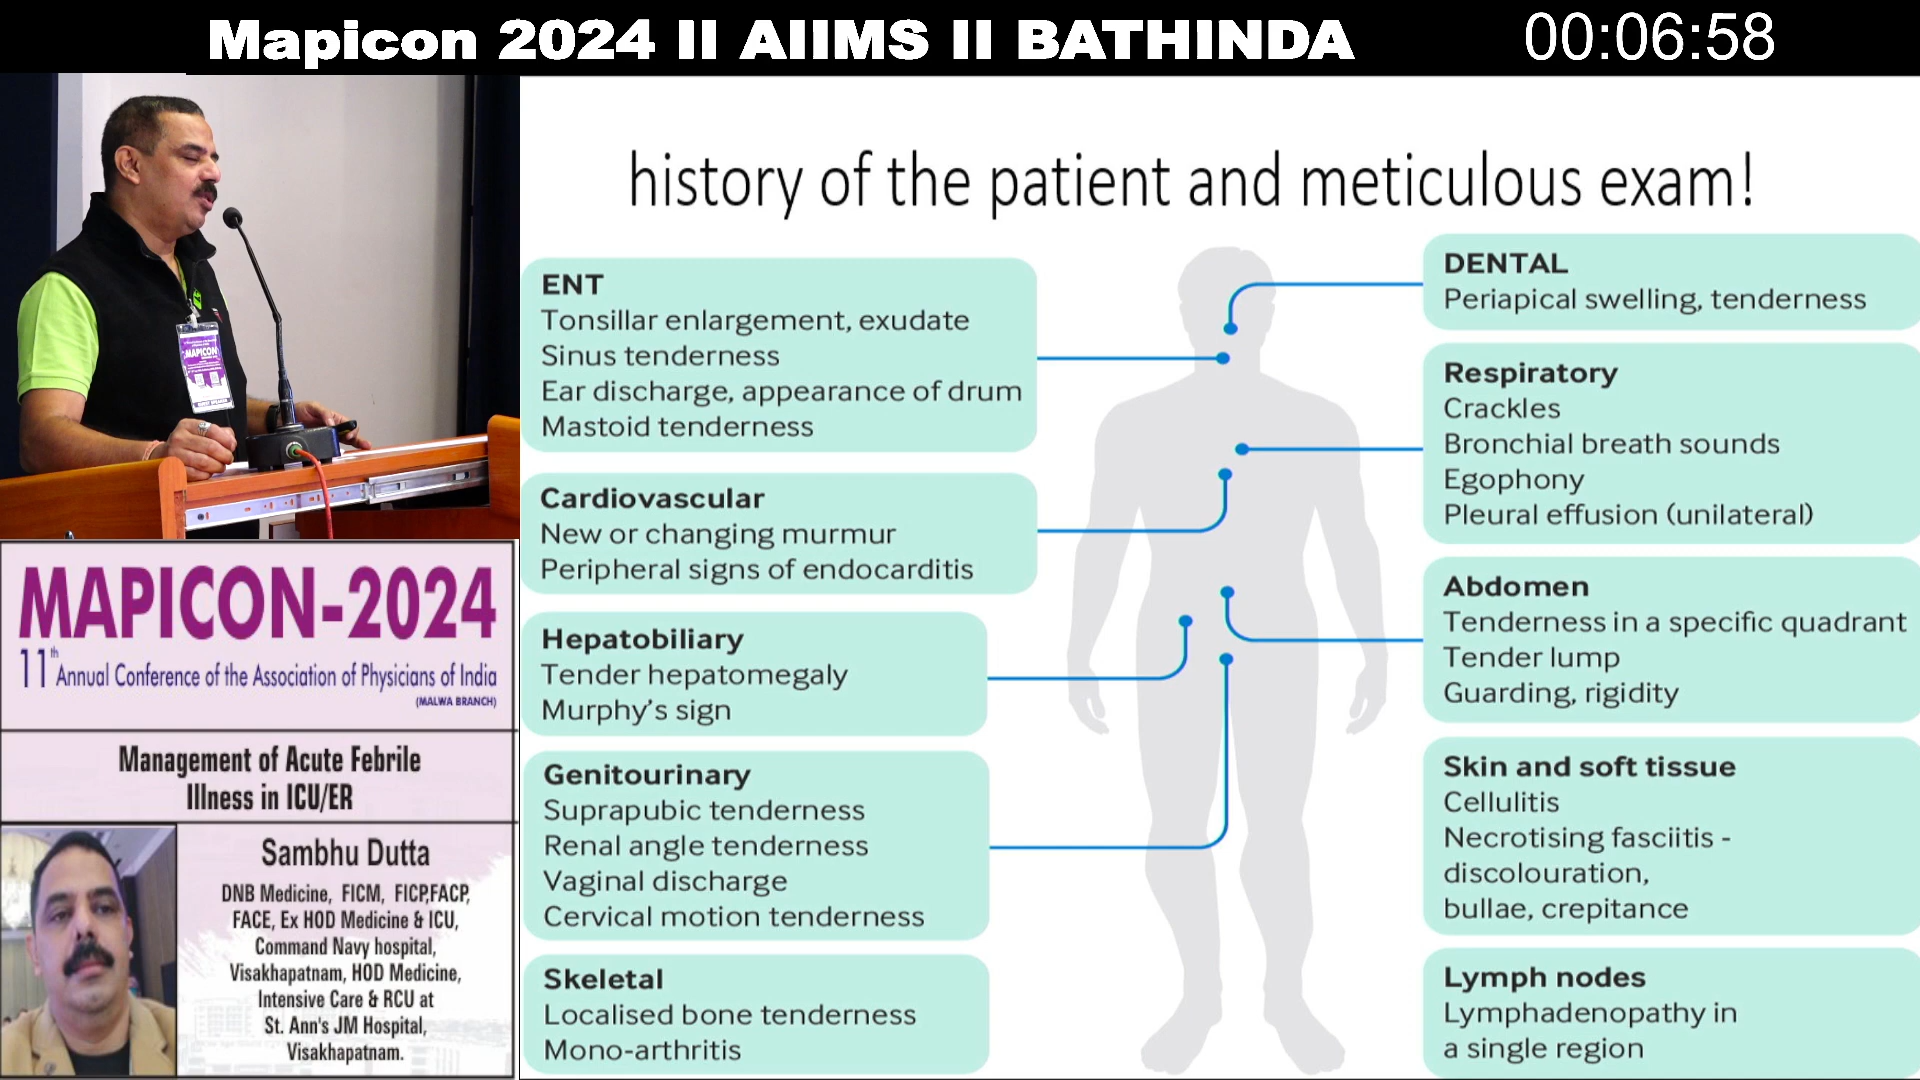 Mapicon 2024 II AIIMS II BATHINDA
00:06:58
MAPICON
MAPICON-2024
11th Annual Conference of the Association of Physicians of India
(MALWA BRANCH)
Management of Acute Febrile
Illness in ICU/ER
Sambhu Dutta
DNB Medicine, FICM, FICP,FACP,
FACE, Ex HOD Medicine & ICU,
Command Navy hospital,
Visakhapatnam, HOD Medicine,
Intensive Care & RCU at
St. Ann's JM Hospital,
Visakhapatnam.
history of the patient and meticulous exam!
ENT
Tonsillar enlargement, exudate
Sinus tenderness
Ear discharge, appearance of drum
Mastoid tenderness
Cardiovascular
New or changing murmur
Peripheral signs of endocarditis
Hepatobiliary
Tender hepatomegaly
Murphy's sign
Genitourinary
Suprapubic tenderness
Renal angle tenderness
Vaginal discharge
Cervical motion tenderness
Skeletal
Localised bone tenderness
Mono-arthritis
DENTAL
Periapical swelling, tenderness
Respiratory
Crackles
Bronchial breath sounds
Egophony
Pleural effusion (unilateral)
Abdomen
Tenderness in a specific quadrant
Tender lump
Guarding, rigidity
Skin and soft tissue
Cellulitis
Necrotising fasciitis -
discolouration,
bullae, crepitance
Lymph nodes
Lymphadenopathy in
a single region